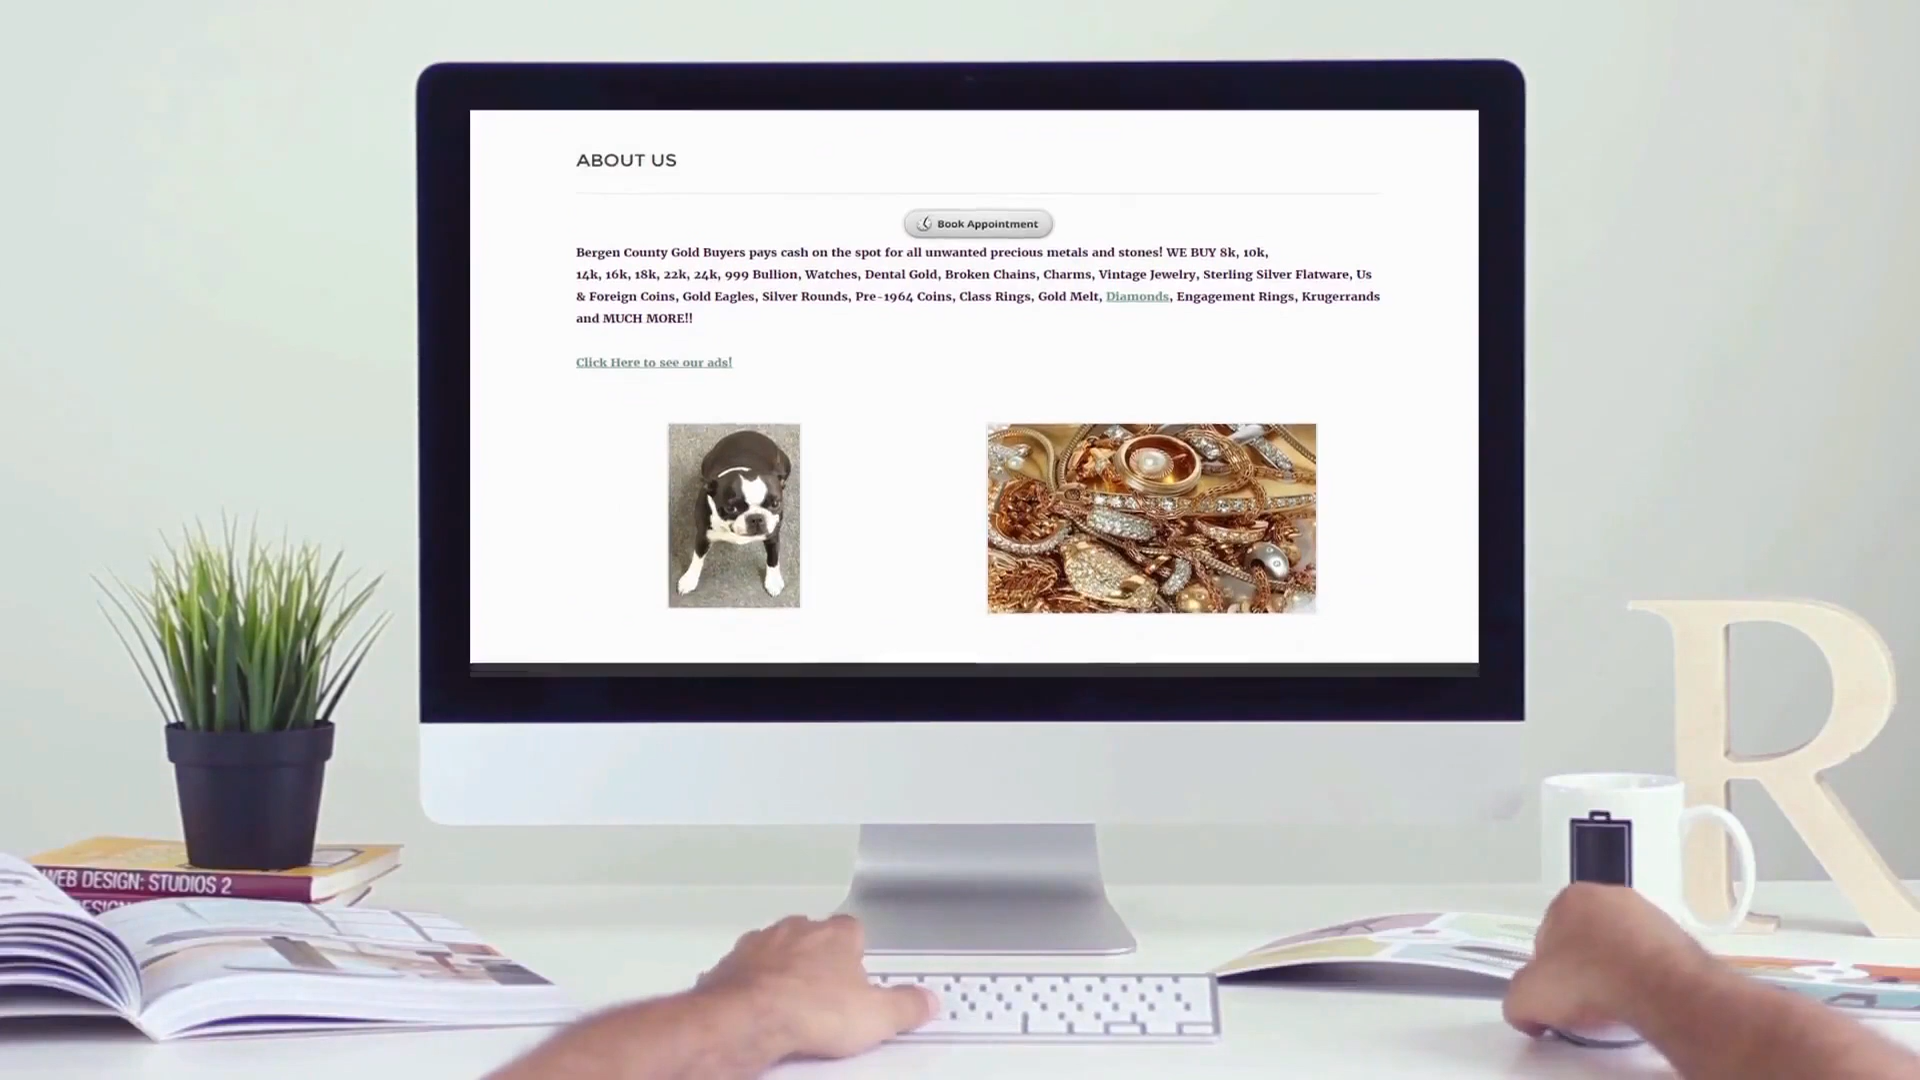 ABOUT US
Book Appointment
Bergen County Gold Buyers pays cash on the spot for all unwanted precious metals and stones! WE BUY 8k, 10k,
14k, 16k, 18k, 22k, 24k, 999 Bullion, Watches, Dental Gold, Broken Chains, Charms, Vintage Jewelry, Sterling Silver Flatware, Us
& Foreign Coins, Gold Eagles, Silver Rounds, Pre-1964 Coins, Class Rings, Gold Melt, Diamonds, Engagement Rings, Krugerrands
and MUCH MORE!!
Click Here to see our ads!
R
WEB DESIGN: STUDIOS 2